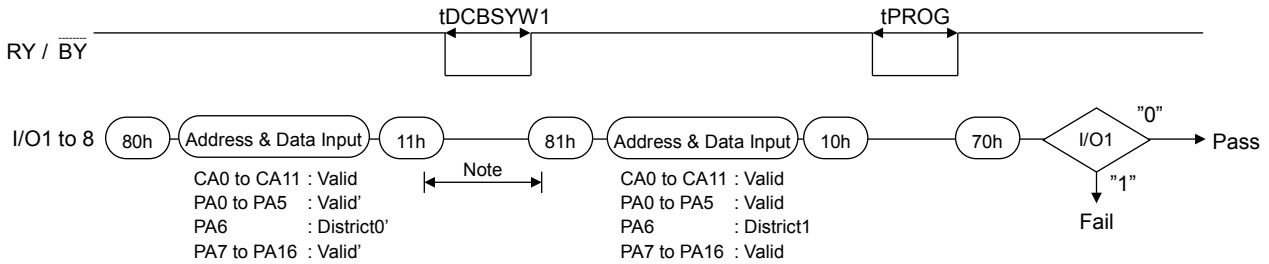 tDCBSYW1
tPROG
RY / BY
I/O1 to 8
80h
Address & Data Input
11h
81h
Address & Data Input
10h
70h
I/O1
”0”
Pass
Note
”1”
Fail
CA0 to CA11 : Valid
PA0 to PA5 : Valid’
PA6 : District0’
PA7 to PA16 : Valid’
CA0 to CA11 : Valid
PA0 to PA5 : Valid
PA6 : District1
PA7 to PA16 : Valid